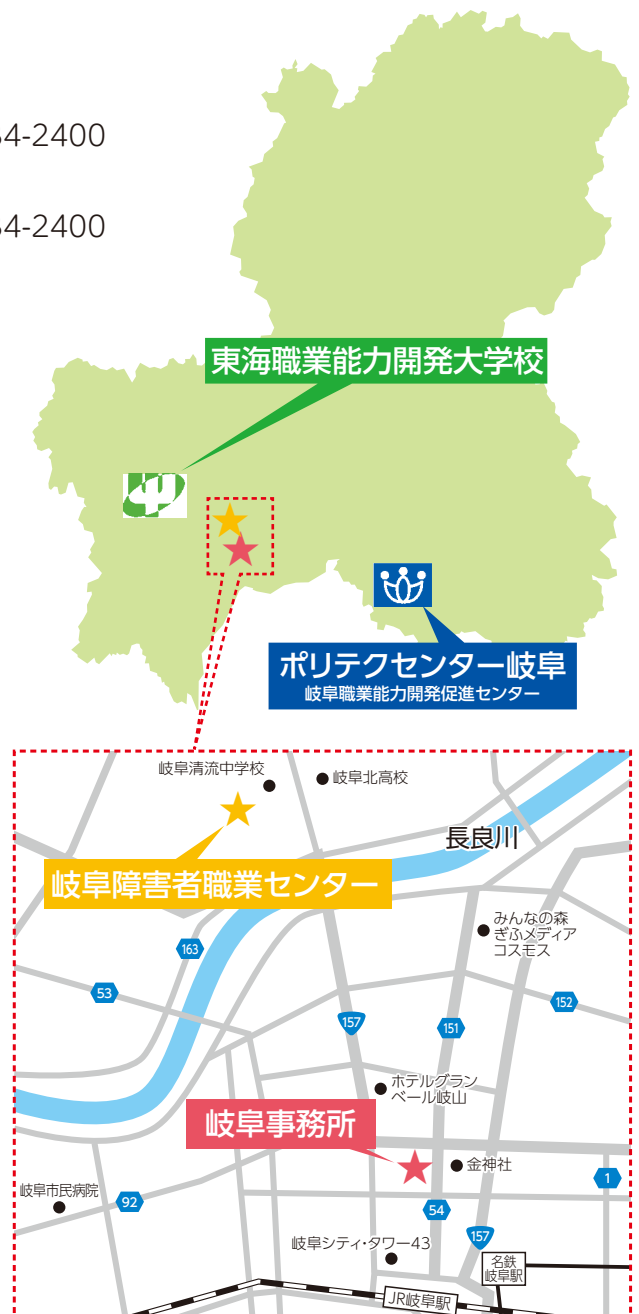 4-2400
4-2400
東海職業能力開発大学校
ポリテクセンター岐阜
岐阜職業能力開発促進センター
岐阜清流中学校
岐阜北高校
長良川
岐阜障害者職業センター
みんなの森
ぎふメディア
コスモス
163
53
152
157
151
ホテルグラン
ベール岐山
岐阜事務所
金神社
1
岐阜市民病院
92
54
157
岐阜シティ・タワー43
名鉄
岐阜駅
JR岐阜駅